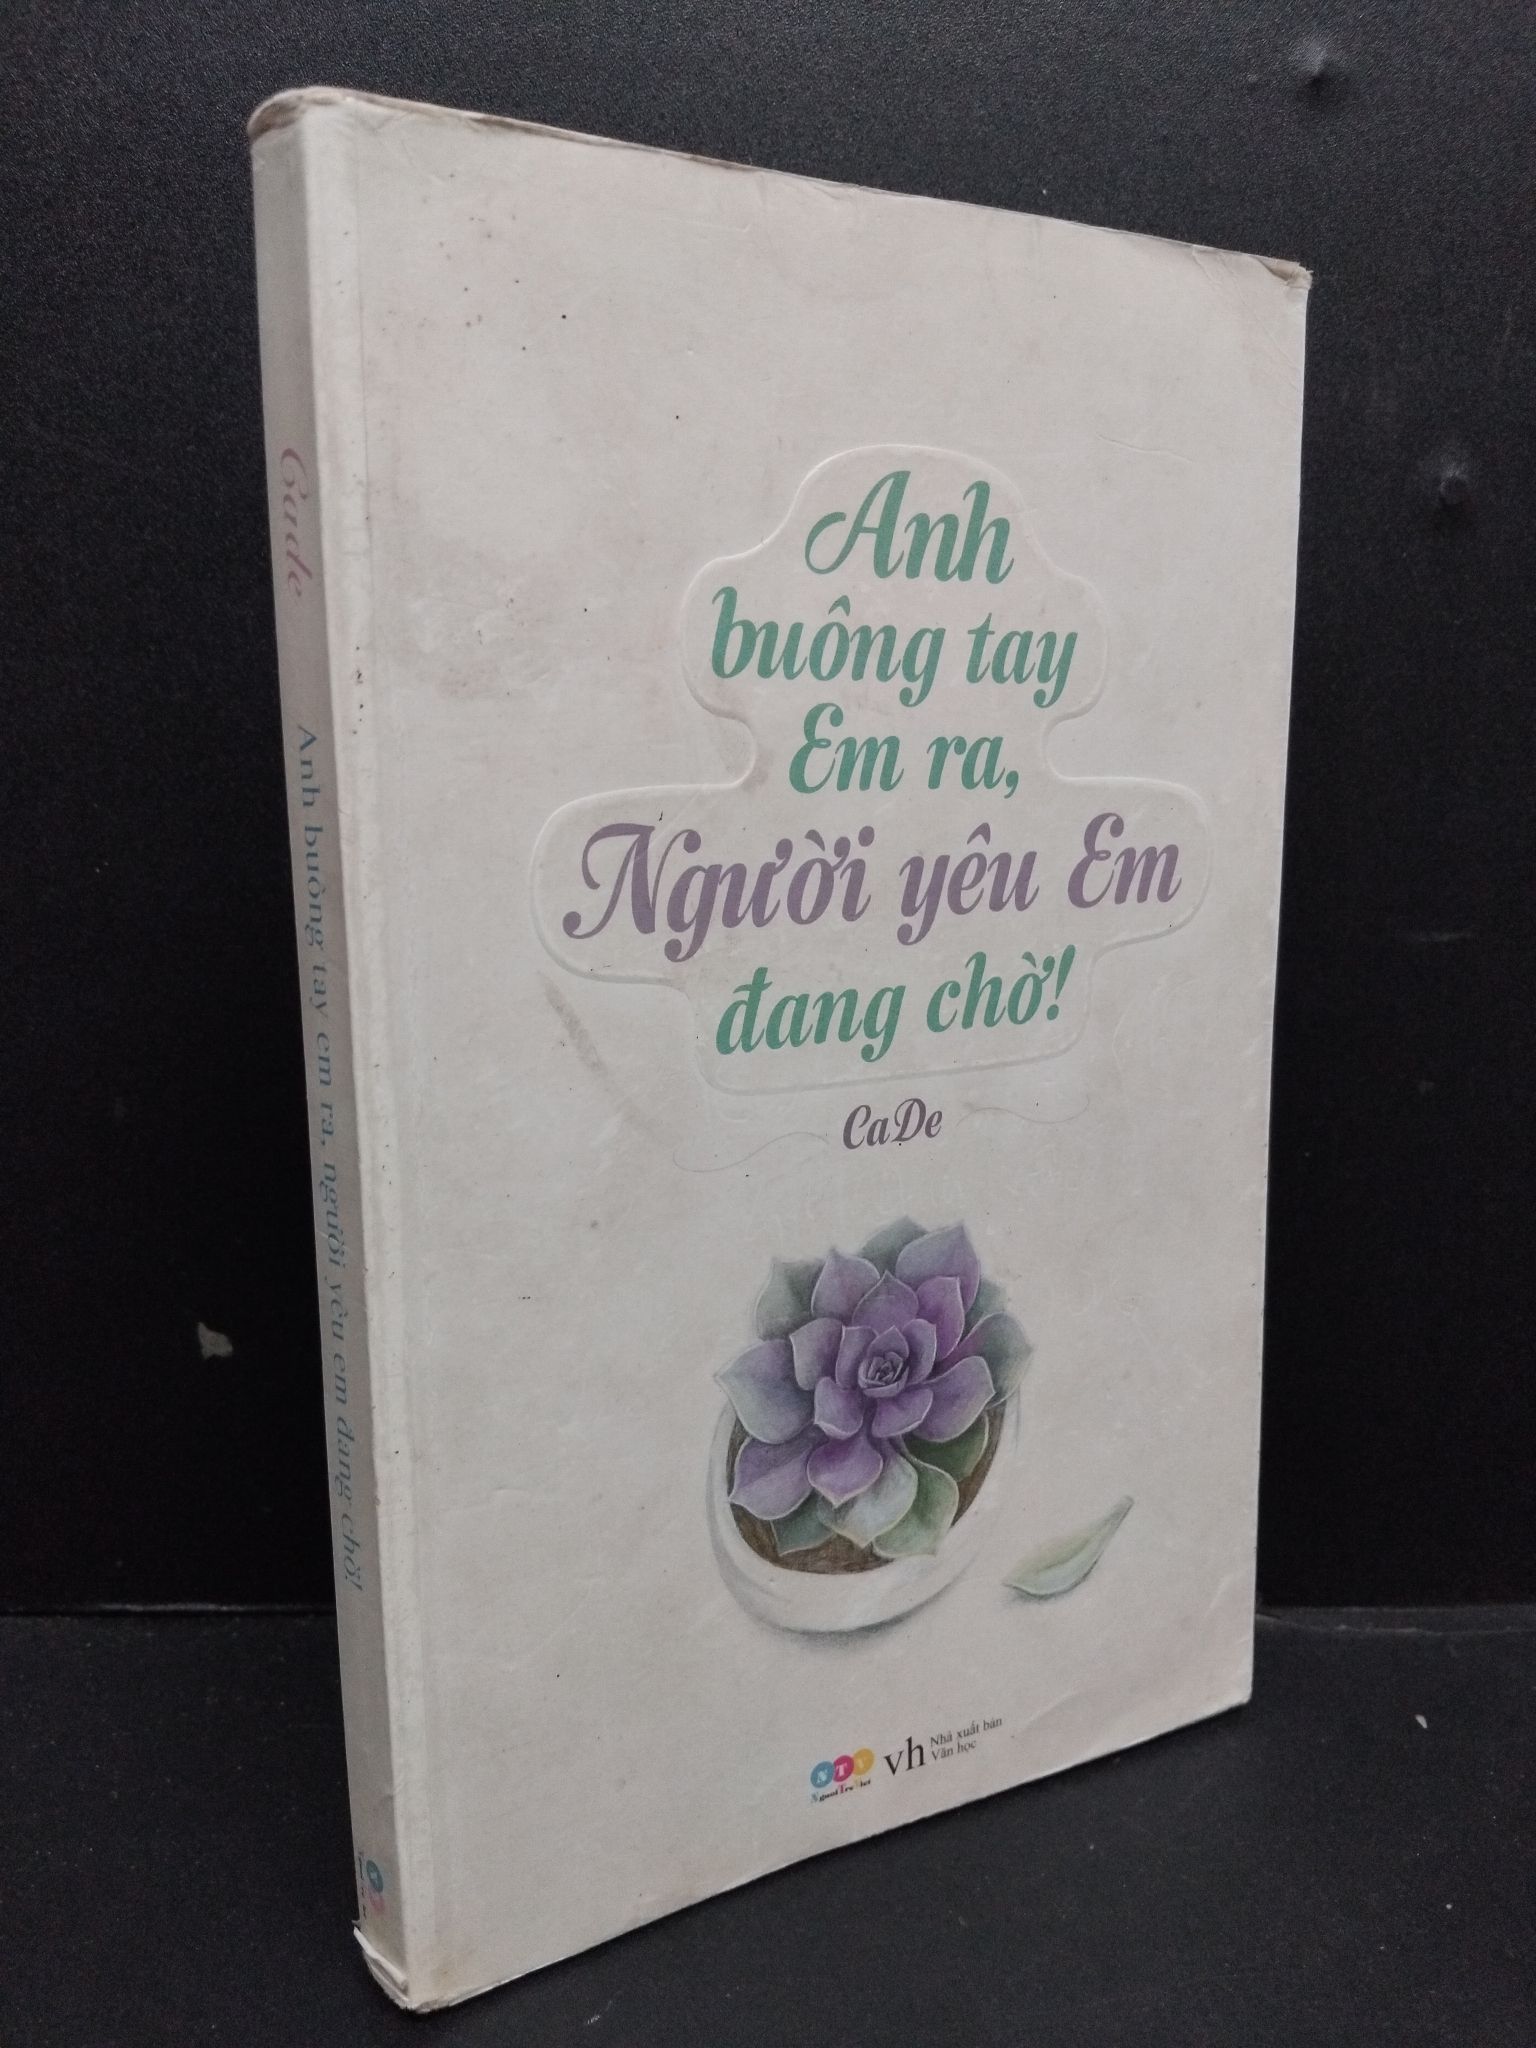 Anh
buông tay
Em ra,
Người yêu Em
đang chờ!
CaDe
N T V
NgườiTrẻViệt
vh
Nhà xuất bản
Văn học
Cade
Anh buông tay em ra, người yêu em đang chờ!